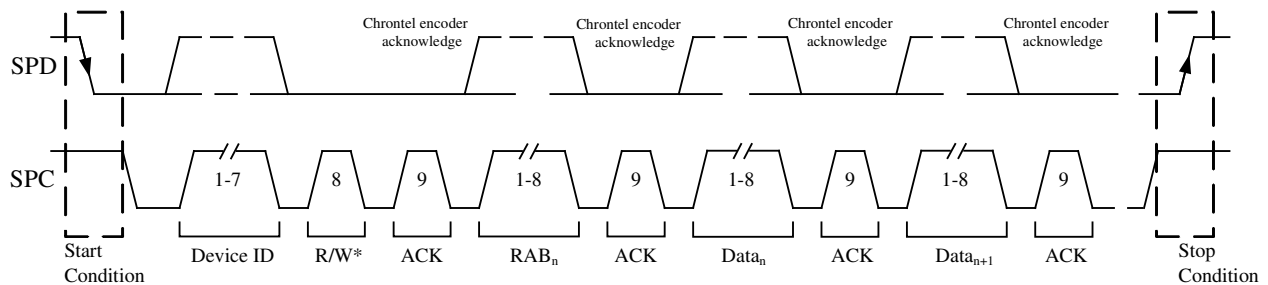 Chrontel encoder
acknowledge
Chrontel encoder
acknowledge
Chrontel encoder
acknowledge
Chrontel encoder
acknowledge
SPD
SPC
1-7
8
9
1-8
9
1-8
9
1-8
9
Start
Condition
Device ID
R/W*
ACK
RABn
ACK
Datan
ACK
Datan+1
ACK
Stop
Condition